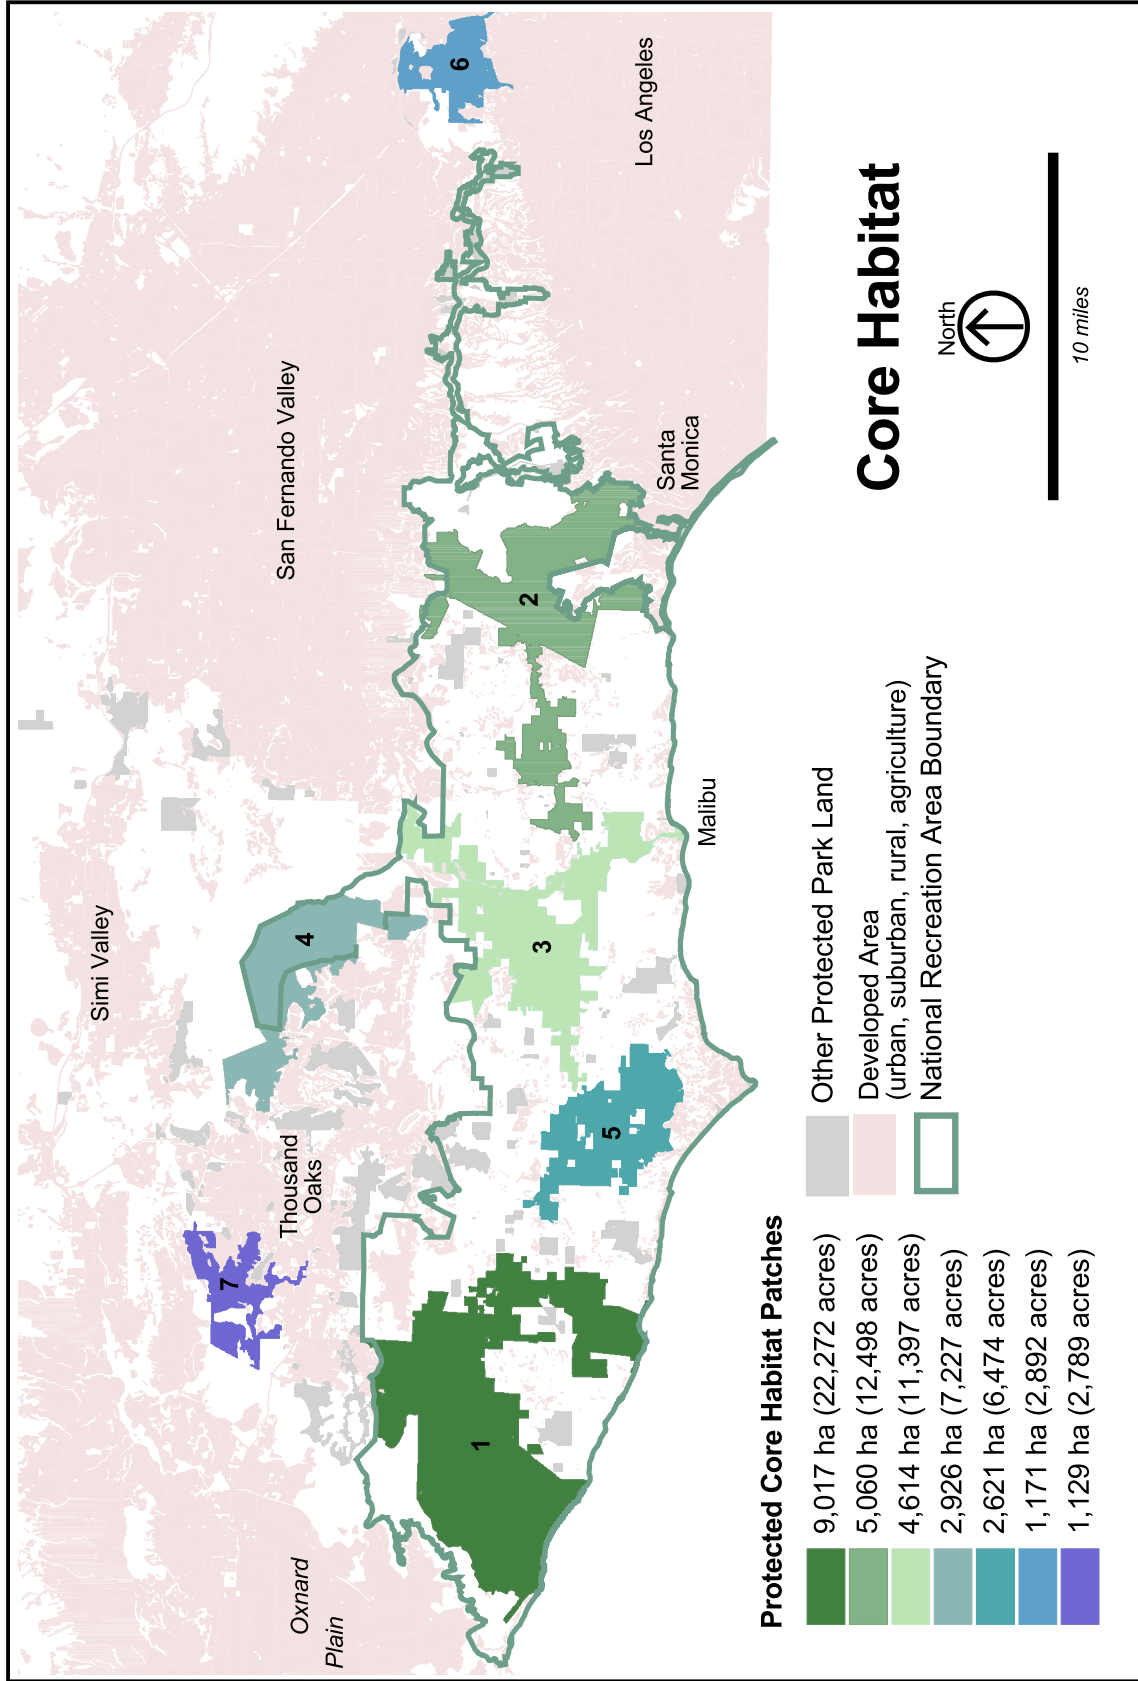 Simi Valley
San Fernando Valley
Thousand
Oaks
Oxnard
Plain
7
4
6
1
5
3
2
Los Angeles
Santa
Monica
Malibu
Protected Core Habitat Patches
9,017 ha (22,272 acres)
5,060 ha (12,498 acres)
4,614 ha (11,397 acres)
2,926 ha (7,227 acres)
2,621 ha (6,474 acres)
1,171 ha (2,892 acres)
1,129 ha (2,789 acres)
Other Protected Park Land
Developed Area
(urban, suburban, rural, agriculture)
National Recreation Area Boundary
Core Habitat
North
10 miles